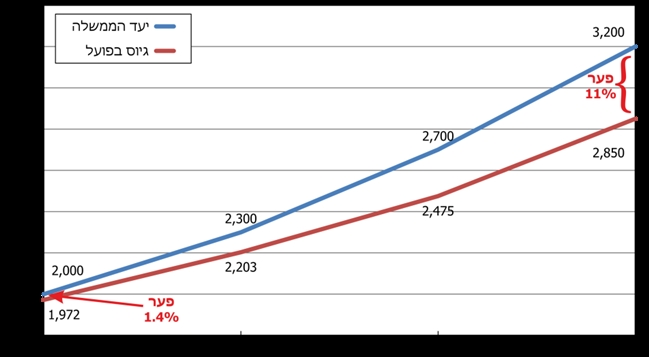 יעד הממשלה
גיוס בפועל
3,200
פער
11%
2,850
2,700
2,475
2,300
2,203
2,000
1,972
פער
1.4%